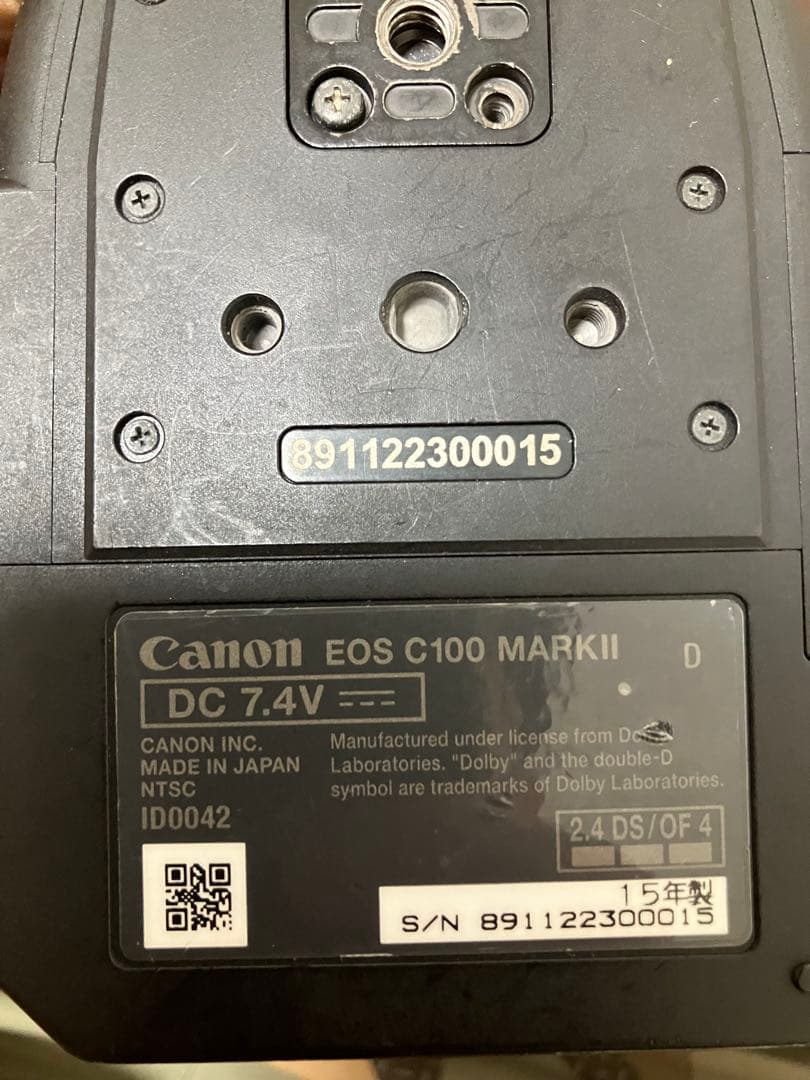 891122300015
Canon EOS C100 MARKII D
DC 7.4V
CANON INC.
MADE IN JAPAN
NTSC
ID0042
Manufactured under license from
Laboratories. "Dolby" and the double-D
symbol are trademarks of Dolby Laboratories.
2.4 DS/OF 4
15年製
S/N 891122300015